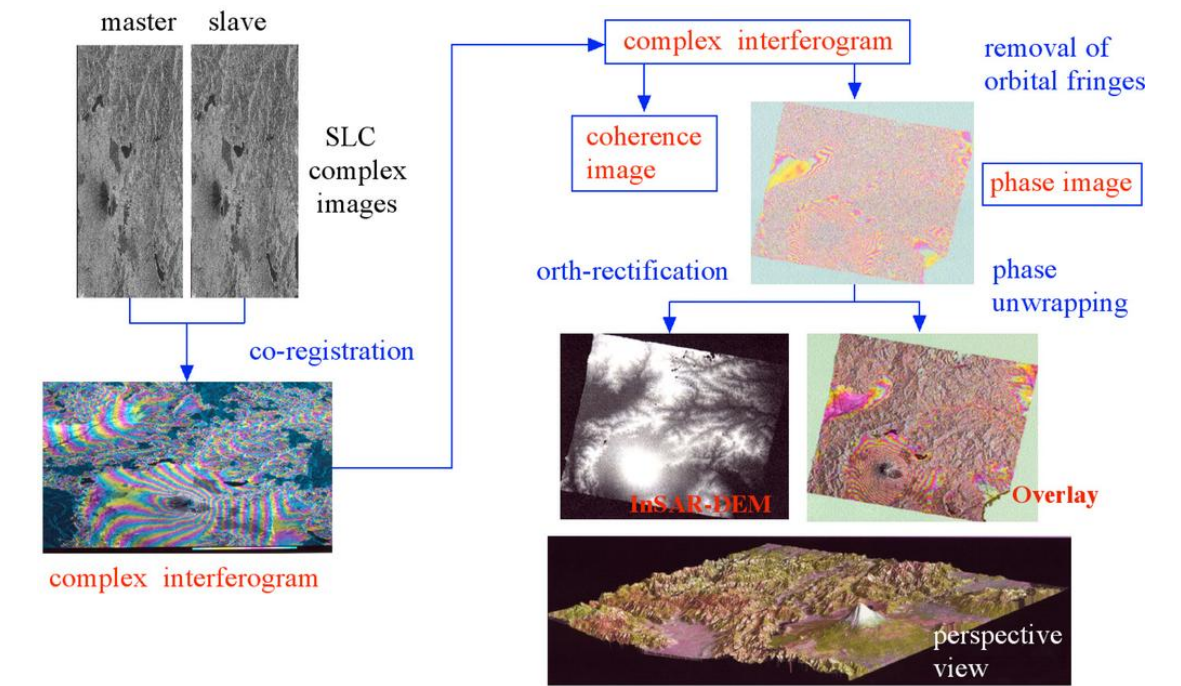 master
slave
SLC
complex
images
co-registration
complex interferogram
complex interferogram
removal of
orbital fringes
coherence
image
phase image
orth-rectification
phase
unwrapping
InSAR-DEM
Overlay
perspective
view